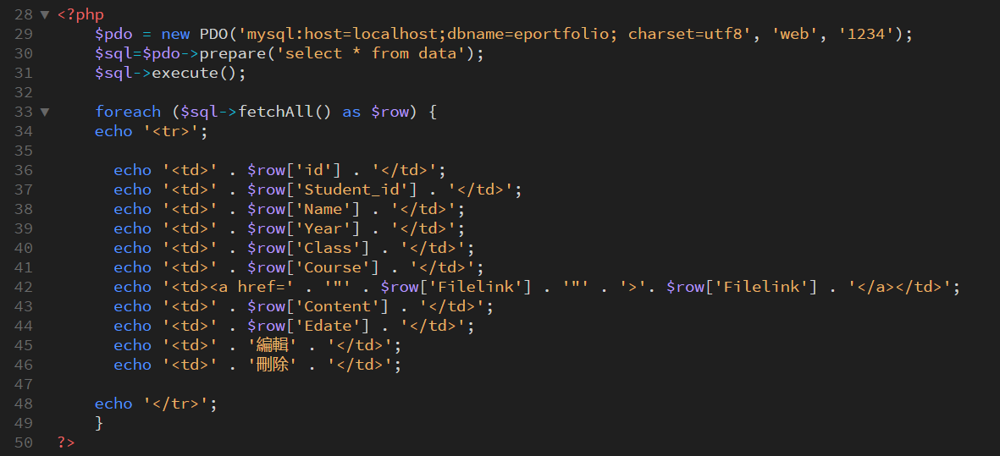 28 ▼ <?php
29 $pdo = new PDO('mysql:host=localhost;dbname=eportfolio; charset=utf8', 'web', '1234');
30 $sql=$pdo->prepare('select * from data');
31 $sql->execute();
32
33 ▼ foreach ($sql->fetchAll() as $row) {
34 echo '<tr>';
35
36 echo '<td>' . $row['id'] . '</td>';
37 echo '<td>' . $row['Student_id'] . '</td>';
38 echo '<td>' . $row['Name'] . '</td>';
39 echo '<td>' . $row['Year'] . '</td>';
40 echo '<td>' . $row['Class'] . '</td>';
41 echo '<td>' . $row['Course'] . '</td>';
42 echo '<td><a href=' . '"' . $row['Filelink'] . '"' . '>'. $row['Filelink'] . '</a></td>';
43 echo '<td>' . $row['Content'] .  '</td>';
44 echo '<td>' . $row['Edate'] . '</td>';
45 echo '<td>' . '編輯' . '</td>';
46 echo '<td>' . '刪除' . '</td>';
47
48 echo '</tr>';
49 }
50 ?>